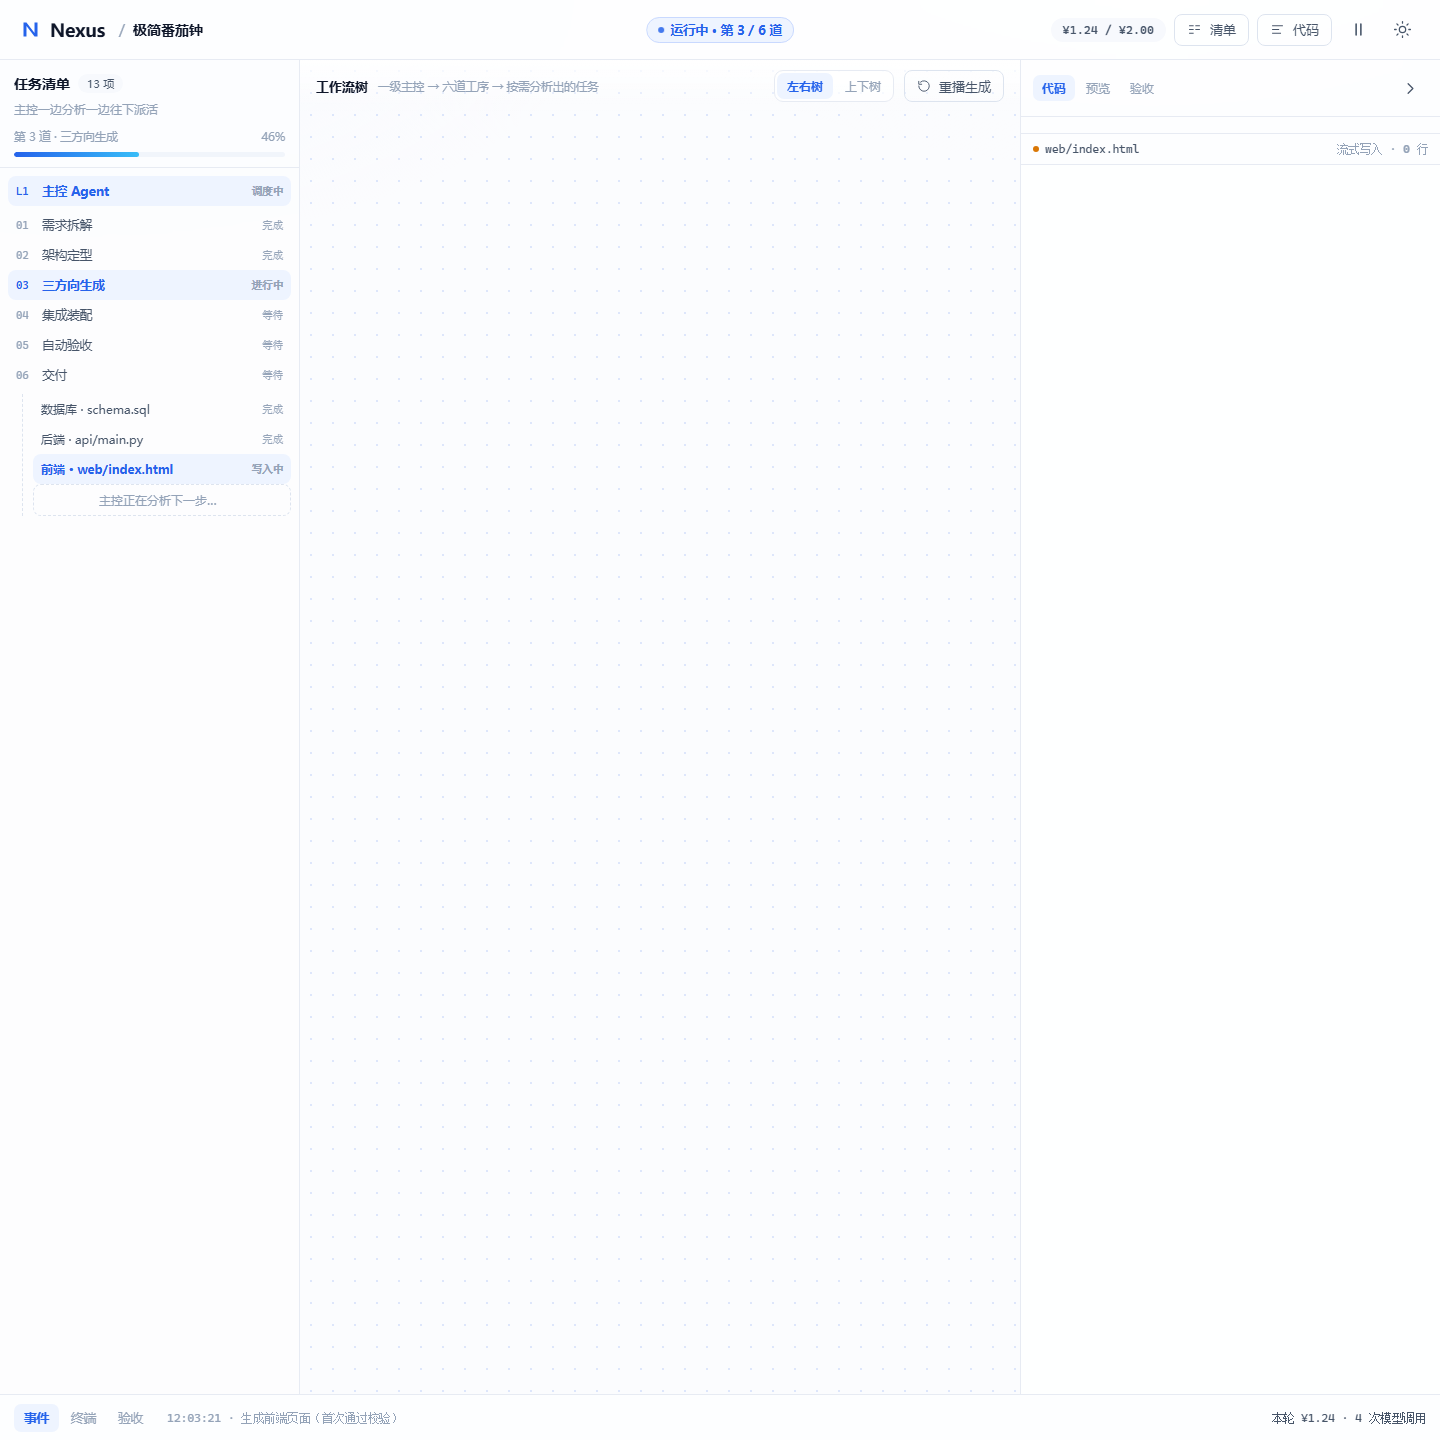 Nexus / 极简番茄钟
运行中 • 第 3 / 6 道
¥1.24 / ¥2.00
清单
代码
任务清单 13 项
主控一边分析一边往下派活
第 3 道 · 三方向生成 46%
L1 主控 Agent 调度中
01 需求拆解 完成
02 架构定型 完成
03 三方向生成 进行中
04 集成装配 等待
05 自动验收 等待
06 交付 等待
数据库 · schema.sql 完成
后端 · api/main.py 完成
前端 • web/index.html 写入中
主控正在分析下一步...
工作流树 一级主控 → 六道工序 → 按需分析出的任务
左右树 上下树
重播生成
代码 预览 验收
web/index.html 流式写入 · 0 行
事件 终端 验收 12:03:21 · 生成前端页面（首次通过校验）
本轮 ¥1.24 · 4 次模型调用